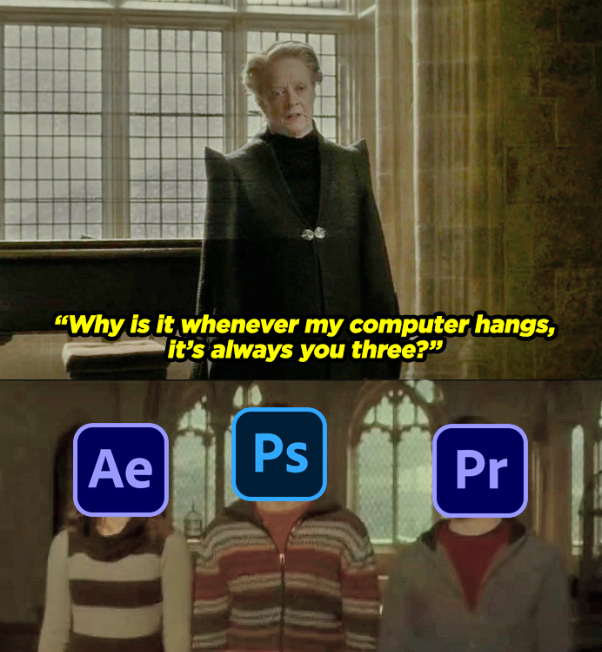 “Why is it whenever my computer hangs,
it’s always you three?”
Ae
Ps
Pr